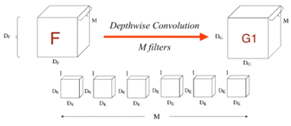 M
Depthwise Convolution
M
DF
F
G1
DG
M filters
DF
DG
1 1 1 1 1 1
DK DK DK DK DK DK
DK DK DK DK DK DK
M